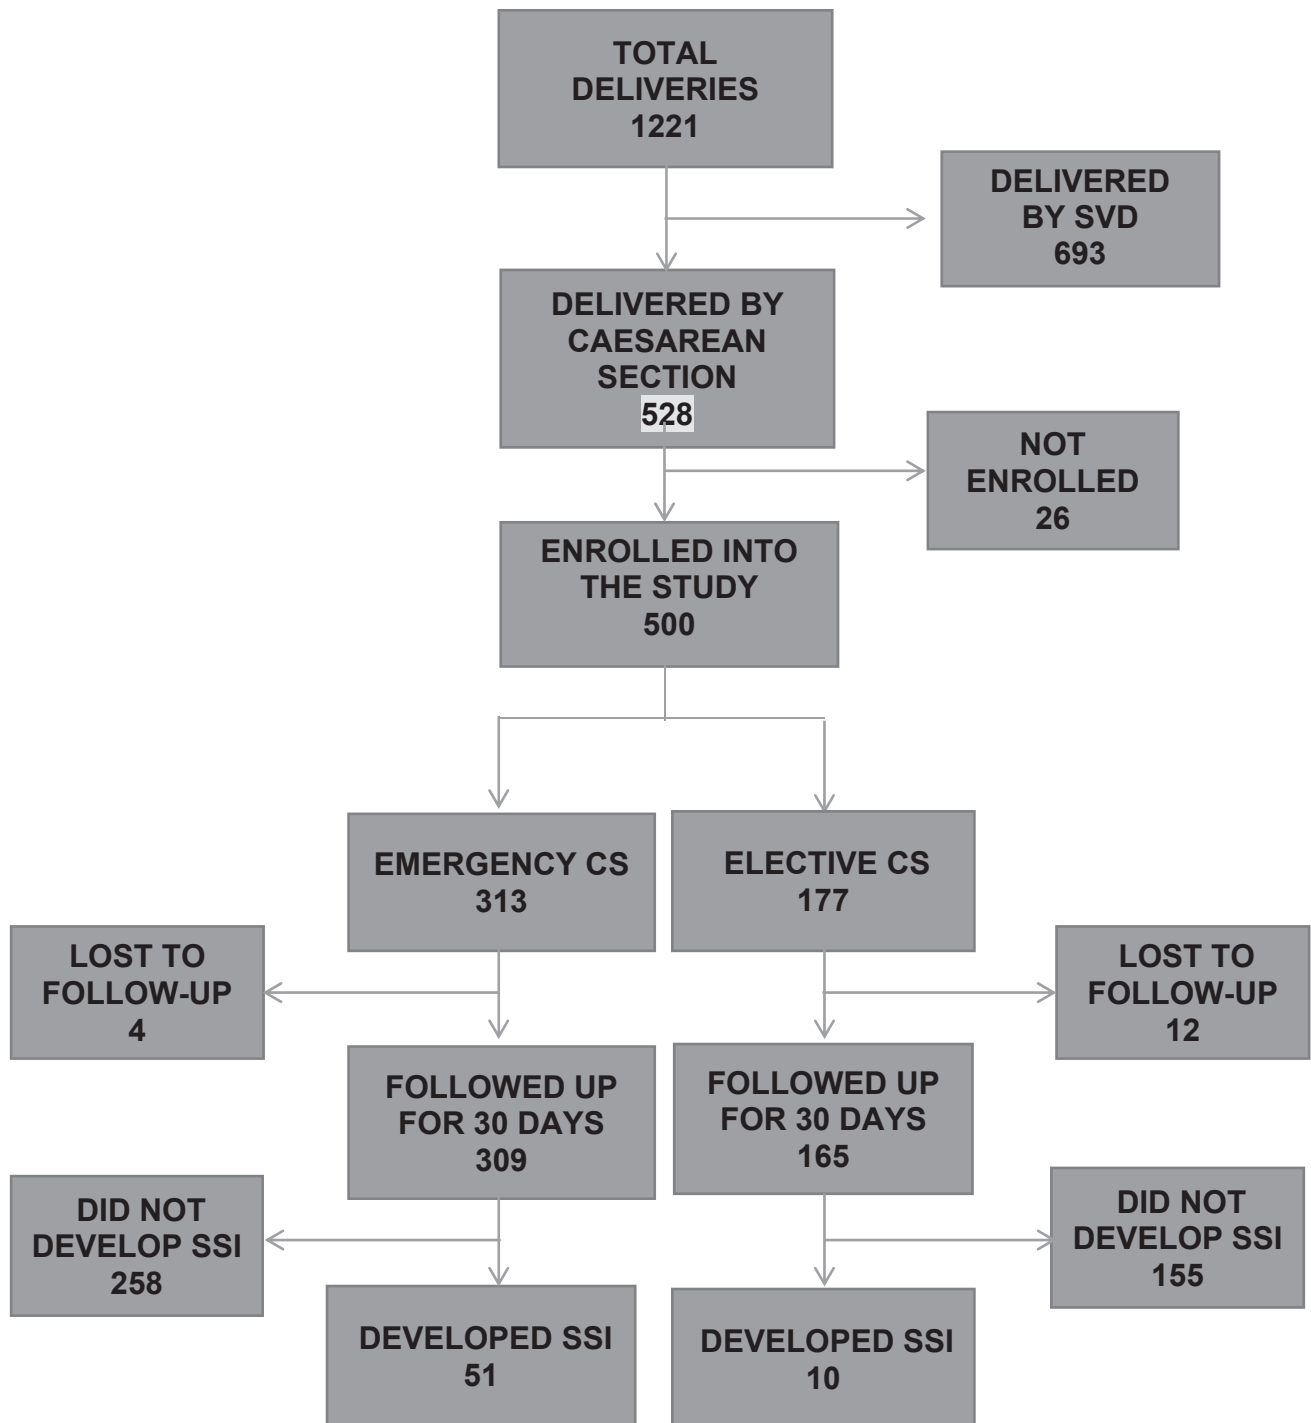 TOTAL
DELIVERIES
1221
DELIVERED
BY SVD
693
DELIVERED BY
CAESAREAN
SECTION
528
NOT
ENROLLED
26
ENROLLED INTO
THE STUDY
500
EMERGENCY CS
313
ELECTIVE CS
177
LOST TO
FOLLOW-UP
4
LOST TO
FOLLOW-UP
12
FOLLOWED UP
FOR 30 DAYS
309
FOLLOWED UP
FOR 30 DAYS
165
DID NOT
DEVELOP SSI
258
DID NOT
DEVELOP SSI
155
DEVELOPED SSI
51
DEVELOPED SSI
10